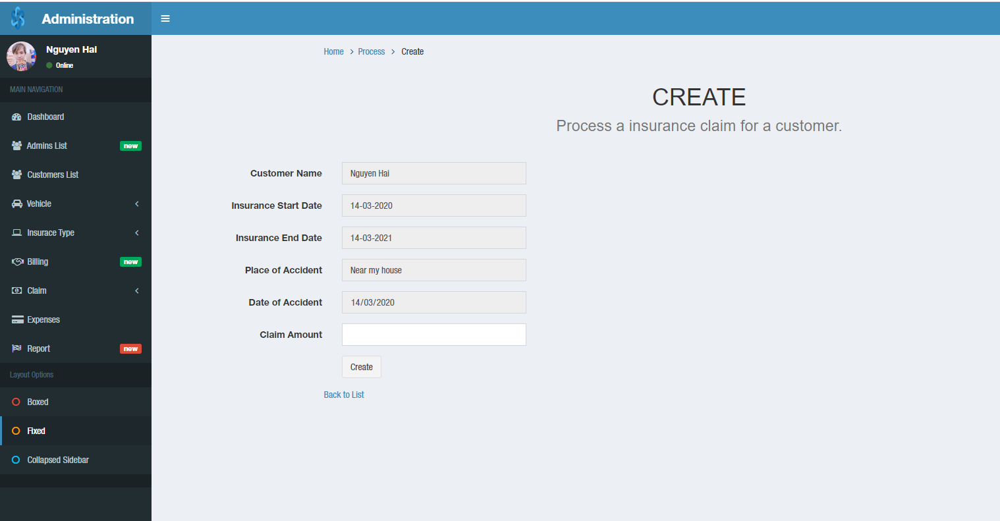 Administration
Nguyen Hai
Online
MAIN NAVIGATION
Dashboard
Admins List new
Customers List
Vehicle
Insurace Type
Billing new
Claim
Expenses
Report new
Layout Options
Boxed
Fixed
Collapsed Sidebar
Home > Process > Create
CREATE
Process a insurance claim for a customer.
Customer Name Nguyen Hai
Insurance Start Date 14-03-2020
Insurance End Date 14-03-2021
Place of Accident Near my house
Date of Accident 14/03/2020
Claim Amount
Create
Back to List